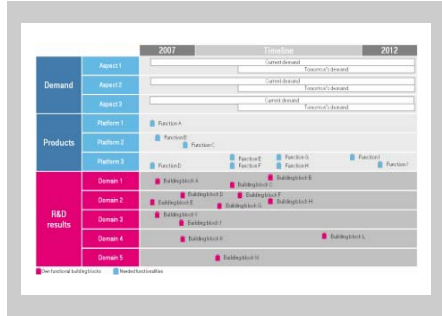 2007 Timeline 2012
Demand
Aspect 1
Current demand
Tomorrow's demand
Aspect 2
Current demand
Tomorrow's demand
Aspect 3
Current demand
Tomorrow's demand
Products
Platform 1
Function A
Platform 2
Function B
Function C
Platform 3
Function E Function G Function I
Function D Function F Function H
R&D results
Domain 1
Building block A Building block B
Building block C
Domain 2
Building block D Building block F
Building block E Building block G Building block H
Domain 3
Building block
Building block
Domain 4
Building block Building block L
Domain 5
Building block
functional building blocks Needed functionalities